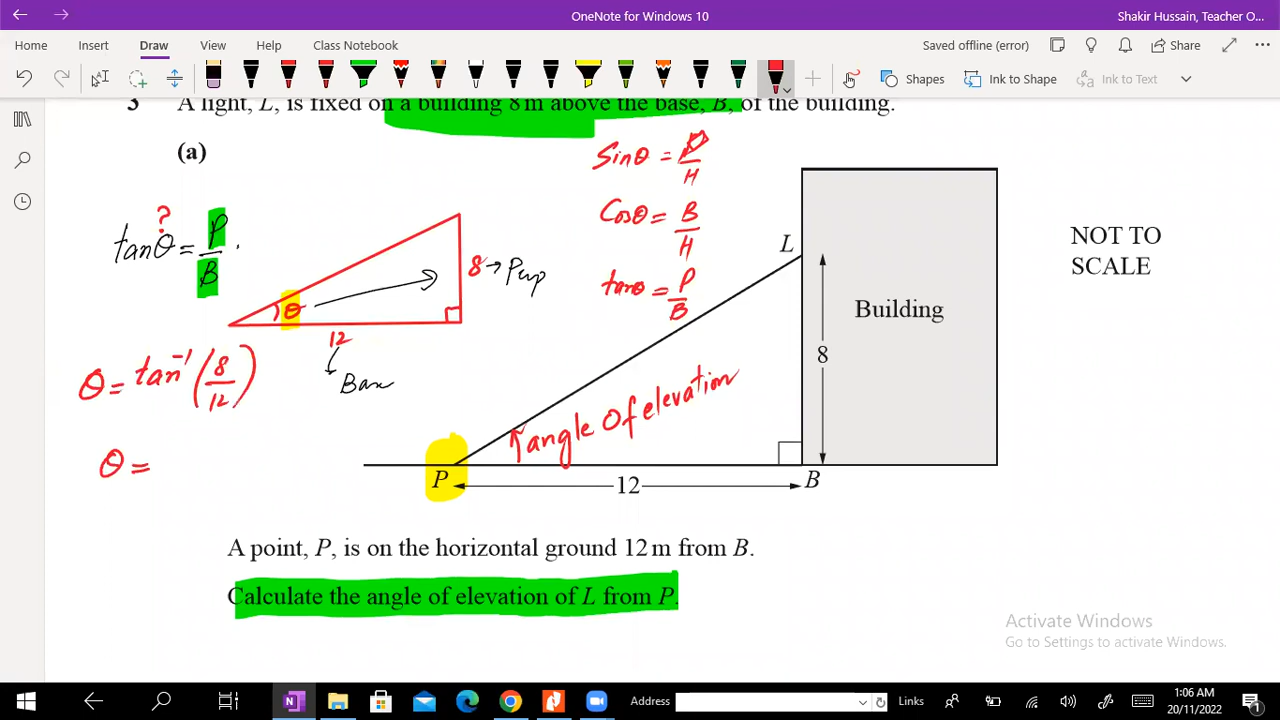 OneNote for Windows 10
Shakir Hussain, Teacher O...
Home Insert Draw View Help Class Notebook
Saved offline (error) Share
Shapes Ink to Shape Ink to Text
3 A light, L, is fixed on a building 8 m above the base, B, of the building.
(a)
Sinθ = P/H
Cosθ = B/H
tanθ = P/B
?
tanθ = P/B
θ
8 → Perp
12
Base
θ = tan⁻¹(8/12)
θ =
L
Building
NOT TO
SCALE
8
angle Of elevation
P
12
B
A point, P, is on the horizontal ground 12 m from B.
Calculate the angle of elevation of L from P.
Activate Windows
Go to Settings to activate Windows.
Address
Links
1:06 AM
20/11/2022
1